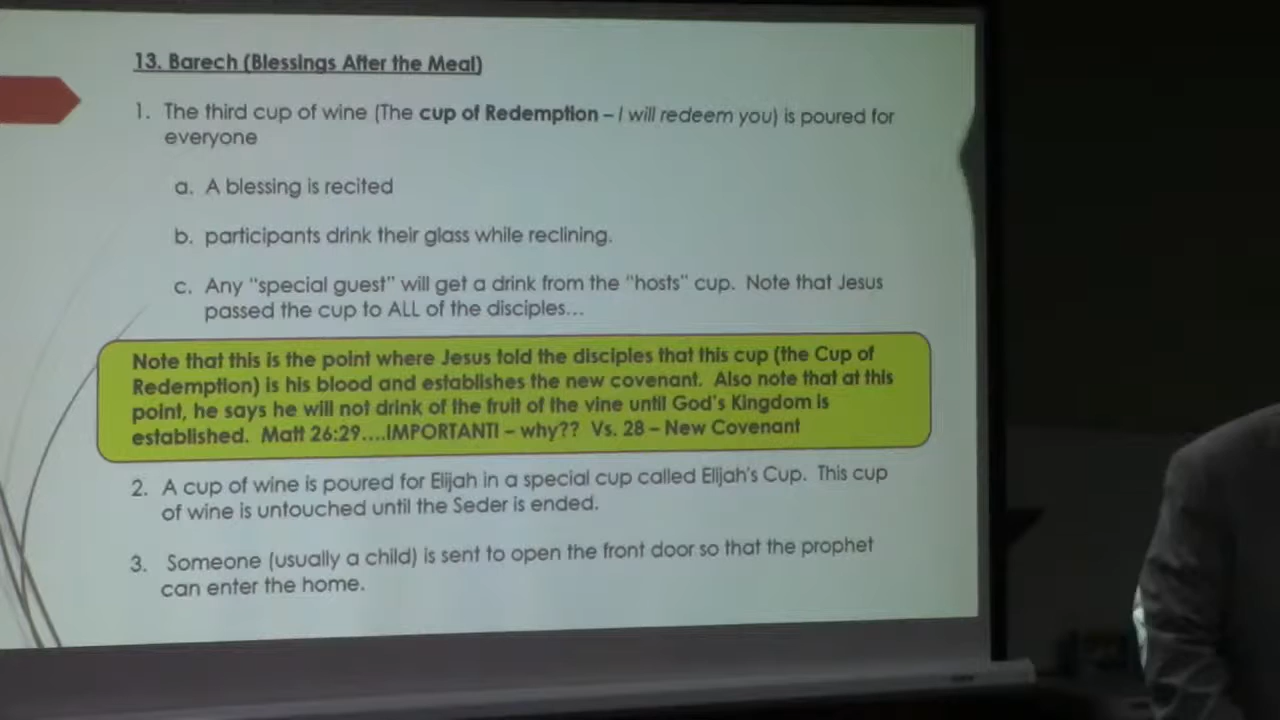 13. Barech (Blessings After the Meal)
1. The third cup of wine (The cup of Redemption – I will redeem you) is poured for
everyone
a. A blessing is recited
b. participants drink their glass while reclining.
c. Any "special guest" will get a drink from the "hosts" cup. Note that Jesus
passed the cup to ALL of the disciples...
Note that this is the point where Jesus told the disciples that this cup (the Cup of
Redemption) is his blood and establishes the new covenant. Also note that at this
point, he says he will not drink of the fruit of the vine until God's Kingdom is
established. Matt 26:29....IMPORTANT! – why?? Vs. 28 – New Covenant
2. A cup of wine is poured for Elijah in a special cup called Elijah's Cup. This cup
of wine is untouched until the Seder is ended.
3. Someone (usually a child) is sent to open the front door so that the prophet
can enter the home.